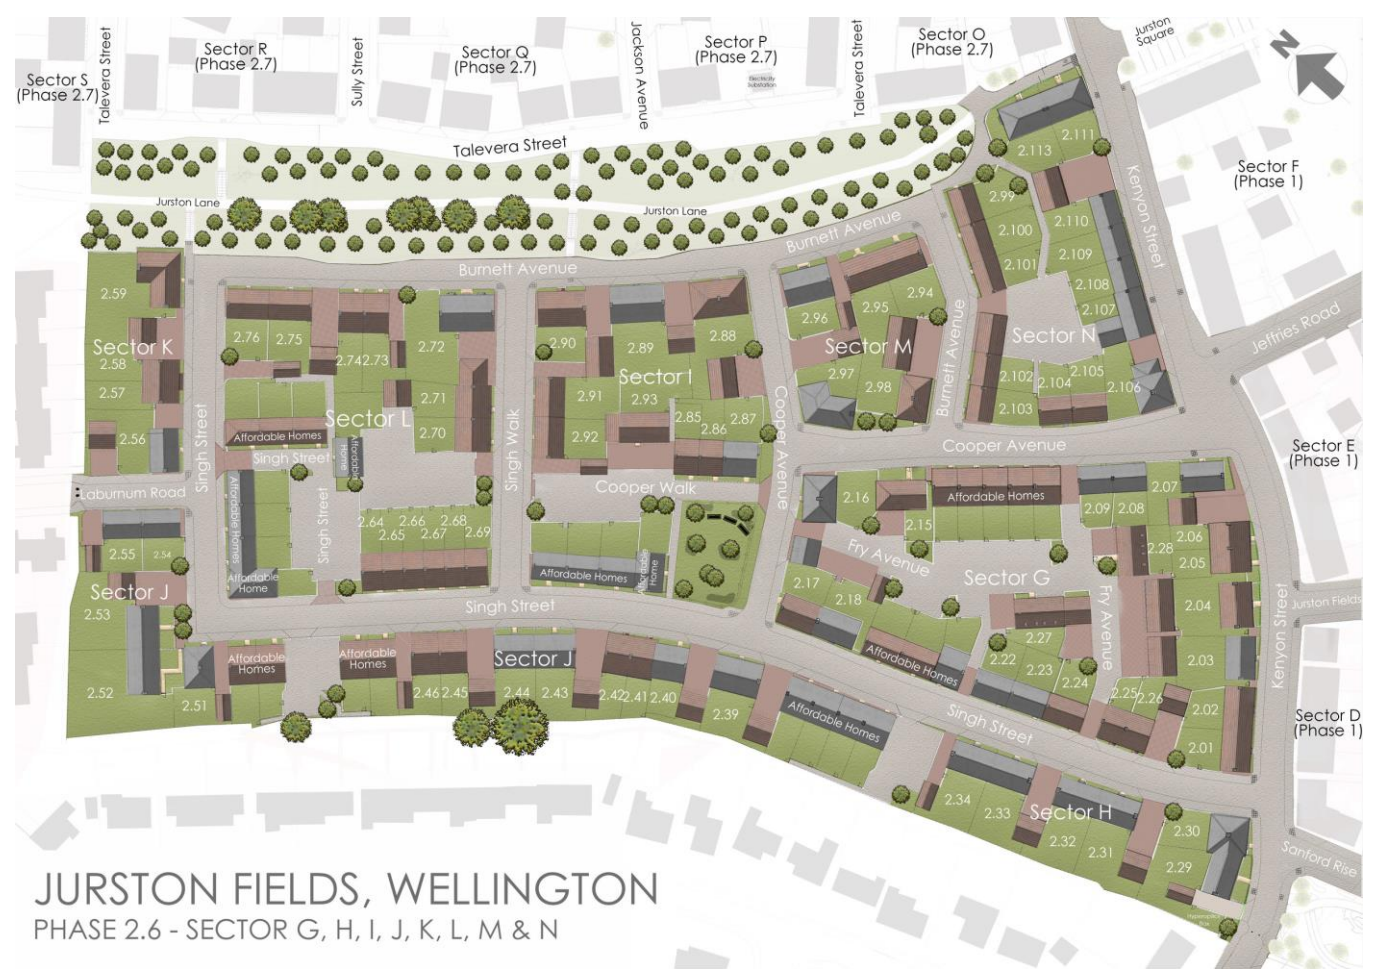 Sector S
(Phase 2.7)
Talevera Street
Sector R
(Phase 2.7)
Sully Street
Sector Q
(Phase 2.7)
Jackson Avenue
Sector P
(Phase 2.7)
Electricity
Substation
Talevera Street
Sector O
(Phase 2.7)
Jurston
Square
N
Talevera Street
Sector F
(Phase 1)
Kenyon Street
Jurston Lane
Jurston Lane
2.111
2.113
2.99
2.100
2.101
2.110
2.109
2.108
2.107
Sector N
2.102
2.103
2.104
2.105
2.106
Burnett Avenue
Burnett Avenue
Burnett Avenue
Jeffries Road
2.59
Sector K
2.58
2.57
2.56
2.76
2.75
2.74
2.73
2.72
Sector L
2.71
2.70
Affordable Homes
Affordable
Home
Singh Street
Singh Street
Singh Street
Affordable Homes
Affordable
Home
2.64
2.65
2.66
2.67
2.68
2.69
Singh Walk
2.90
2.89
2.88
Sector I
2.91
2.93
2.92
2.85
2.86
2.87
Cooper Walk
Affordable Homes
Affordable
Home
2.96
2.95
2.94
Sector M
2.97
2.98
Cooper Avenue
Cooper Avenue
Cooper Avenue
Sector E
(Phase 1)
Laburnum Road
2.55
2.54
Sector J
2.53
2.52
2.51
Affordable
Homes
Affordable
Homes
Singh Street
Sector J
2.46
2.45
2.44
2.43
2.42
2.41
2.40
2.39
Affordable Homes
2.16
2.15
Affordable Homes
2.09
2.08
2.07
2.06
2.05
2.28
2.04
2.03
2.02
2.01
Fry Avenue
Sector G
Fry Avenue
2.17
2.18
Affordable Homes
2.27
2.22
2.23
2.24
2.25
2.26
Singh Street
Kenyon Street
Jurston Fields
Sector D
(Phase 1)
2.34
2.33
Sector H
2.32
2.31
2.30
2.29
Sanford Rise
JURSTON FIELDS, WELLINGTON
PHASE 2.6 - SECTOR G, H, I, J, K, L, M & N